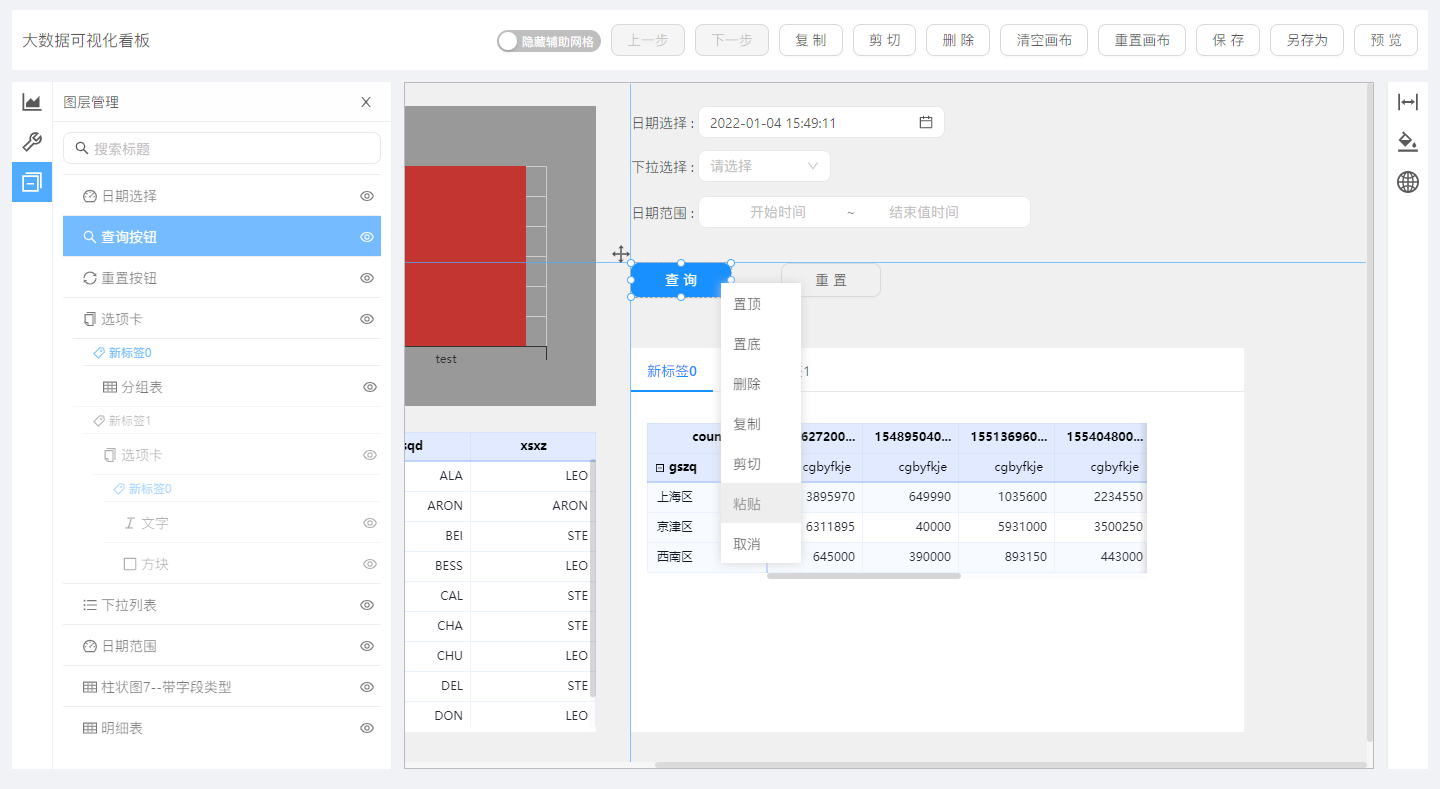 大数据可视化看板
隐藏辅助网格 上一步 下一步 复 制 剪 切 删 除 清空画布 重置画布 保 存 另存为 预 览
图层管理 X
搜索标题
日期选择
查询按钮
重置按钮
选项卡
新标签0
分组表
新标签1
选项卡
新标签0
文字
方块
下拉列表
日期范围
柱状图7--带字段类型
明细表
test
sqd xsxz
ALA LEO
ARON ARON
BEI STE
BESS LEO
CAL STE
CHA STE
CHU LEO
DEL STE
DON LEO
日期选择 : 2022-01-04 15:49:11
下拉选择 : 请选择
日期范围 : 开始时间 ~ 结束值时间
查 询 重 置
置顶
置底
删除
复制
剪切
粘贴
取消
新标签0 1
coun 627200... 154895040... 155136960... 155404800...
gszq cgbyfkje cgbyfkje cgbyfkje cgbyfkje
上海区 3895970 649990 1035600 2234550
京津区 6311895 40000 5931000 3500250
西南区 645000 390000 893150 443000